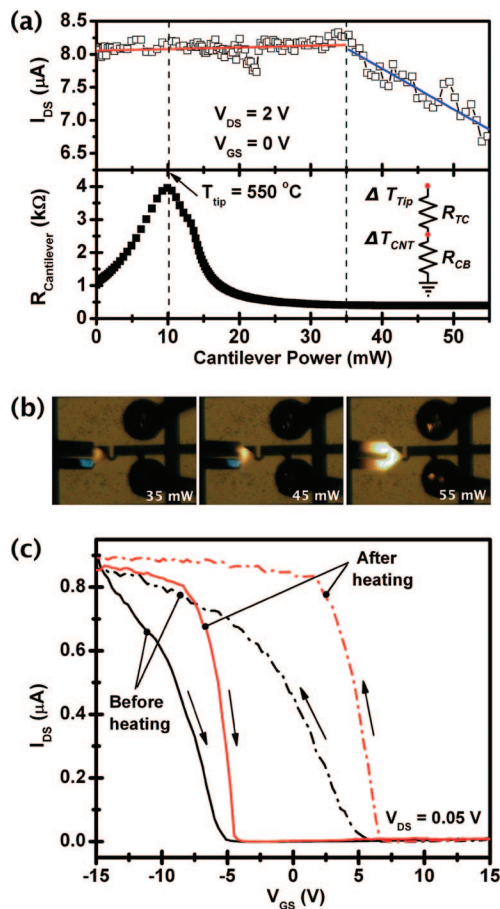 (a)
8.5
8.0
7.5
7.0
6.5
I_DS (μA)
V_DS = 2 V
V_GS = 0 V
4
3
2
1
0
R_Cantilever (kΩ)
T_tip = 550 °C
Δ T_Tip
R_TC
ΔT_CNT
R_CB
0 10 20 30 40 50
Cantilever Power (mW)
(b)
35 mW
45 mW
55 mW
(c)
0.8
0.6
0.4
0.2
0.0
I_DS (μA)
After
heating
Before
heating
V_DS = 0.05 V
-15 -10 -5 0 5 10 15
V_GS (V)